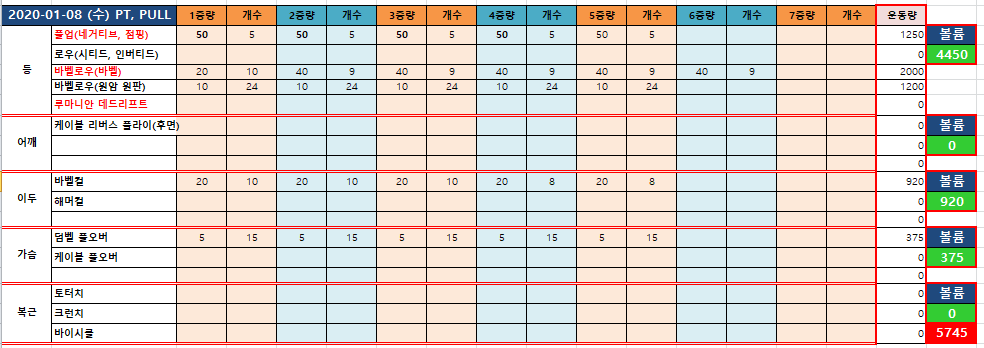 2020-01-08 (수) PT, PULL 1중량 개수 2중량 개수 3중량 개수 4중량 개수 5중량 개수 6중량 개수 7중량 개수 운동량
등 풀업(네거티브, 점핑) 50 5 50 5 50 5 50 5 50 5 1250 볼륨
로우(시티드, 인버티드) 0 4450
바벨로우(바벨) 20 10 40 9 40 9 40 9 40 9 40 9 2000
바벨로우(원암 원판) 10 24 10 24 10 24 10 24 10 24 1200
루마니안 데드리프트 0
어깨 케이블 리버스 플라이(후면) 0 볼륨
0 0
0
이두 바벨컬 20 10 20 10 20 10 20 8 20 8 920 볼륨
해머컬 0 920
0
가슴 덤벨 풀오버 5 15 5 15 5 15 5 15 5 15 375 볼륨
케이블 풀오버 0 375
0
복근 토터치 0 볼륨
크런치 0 0
바이시클 0 5745